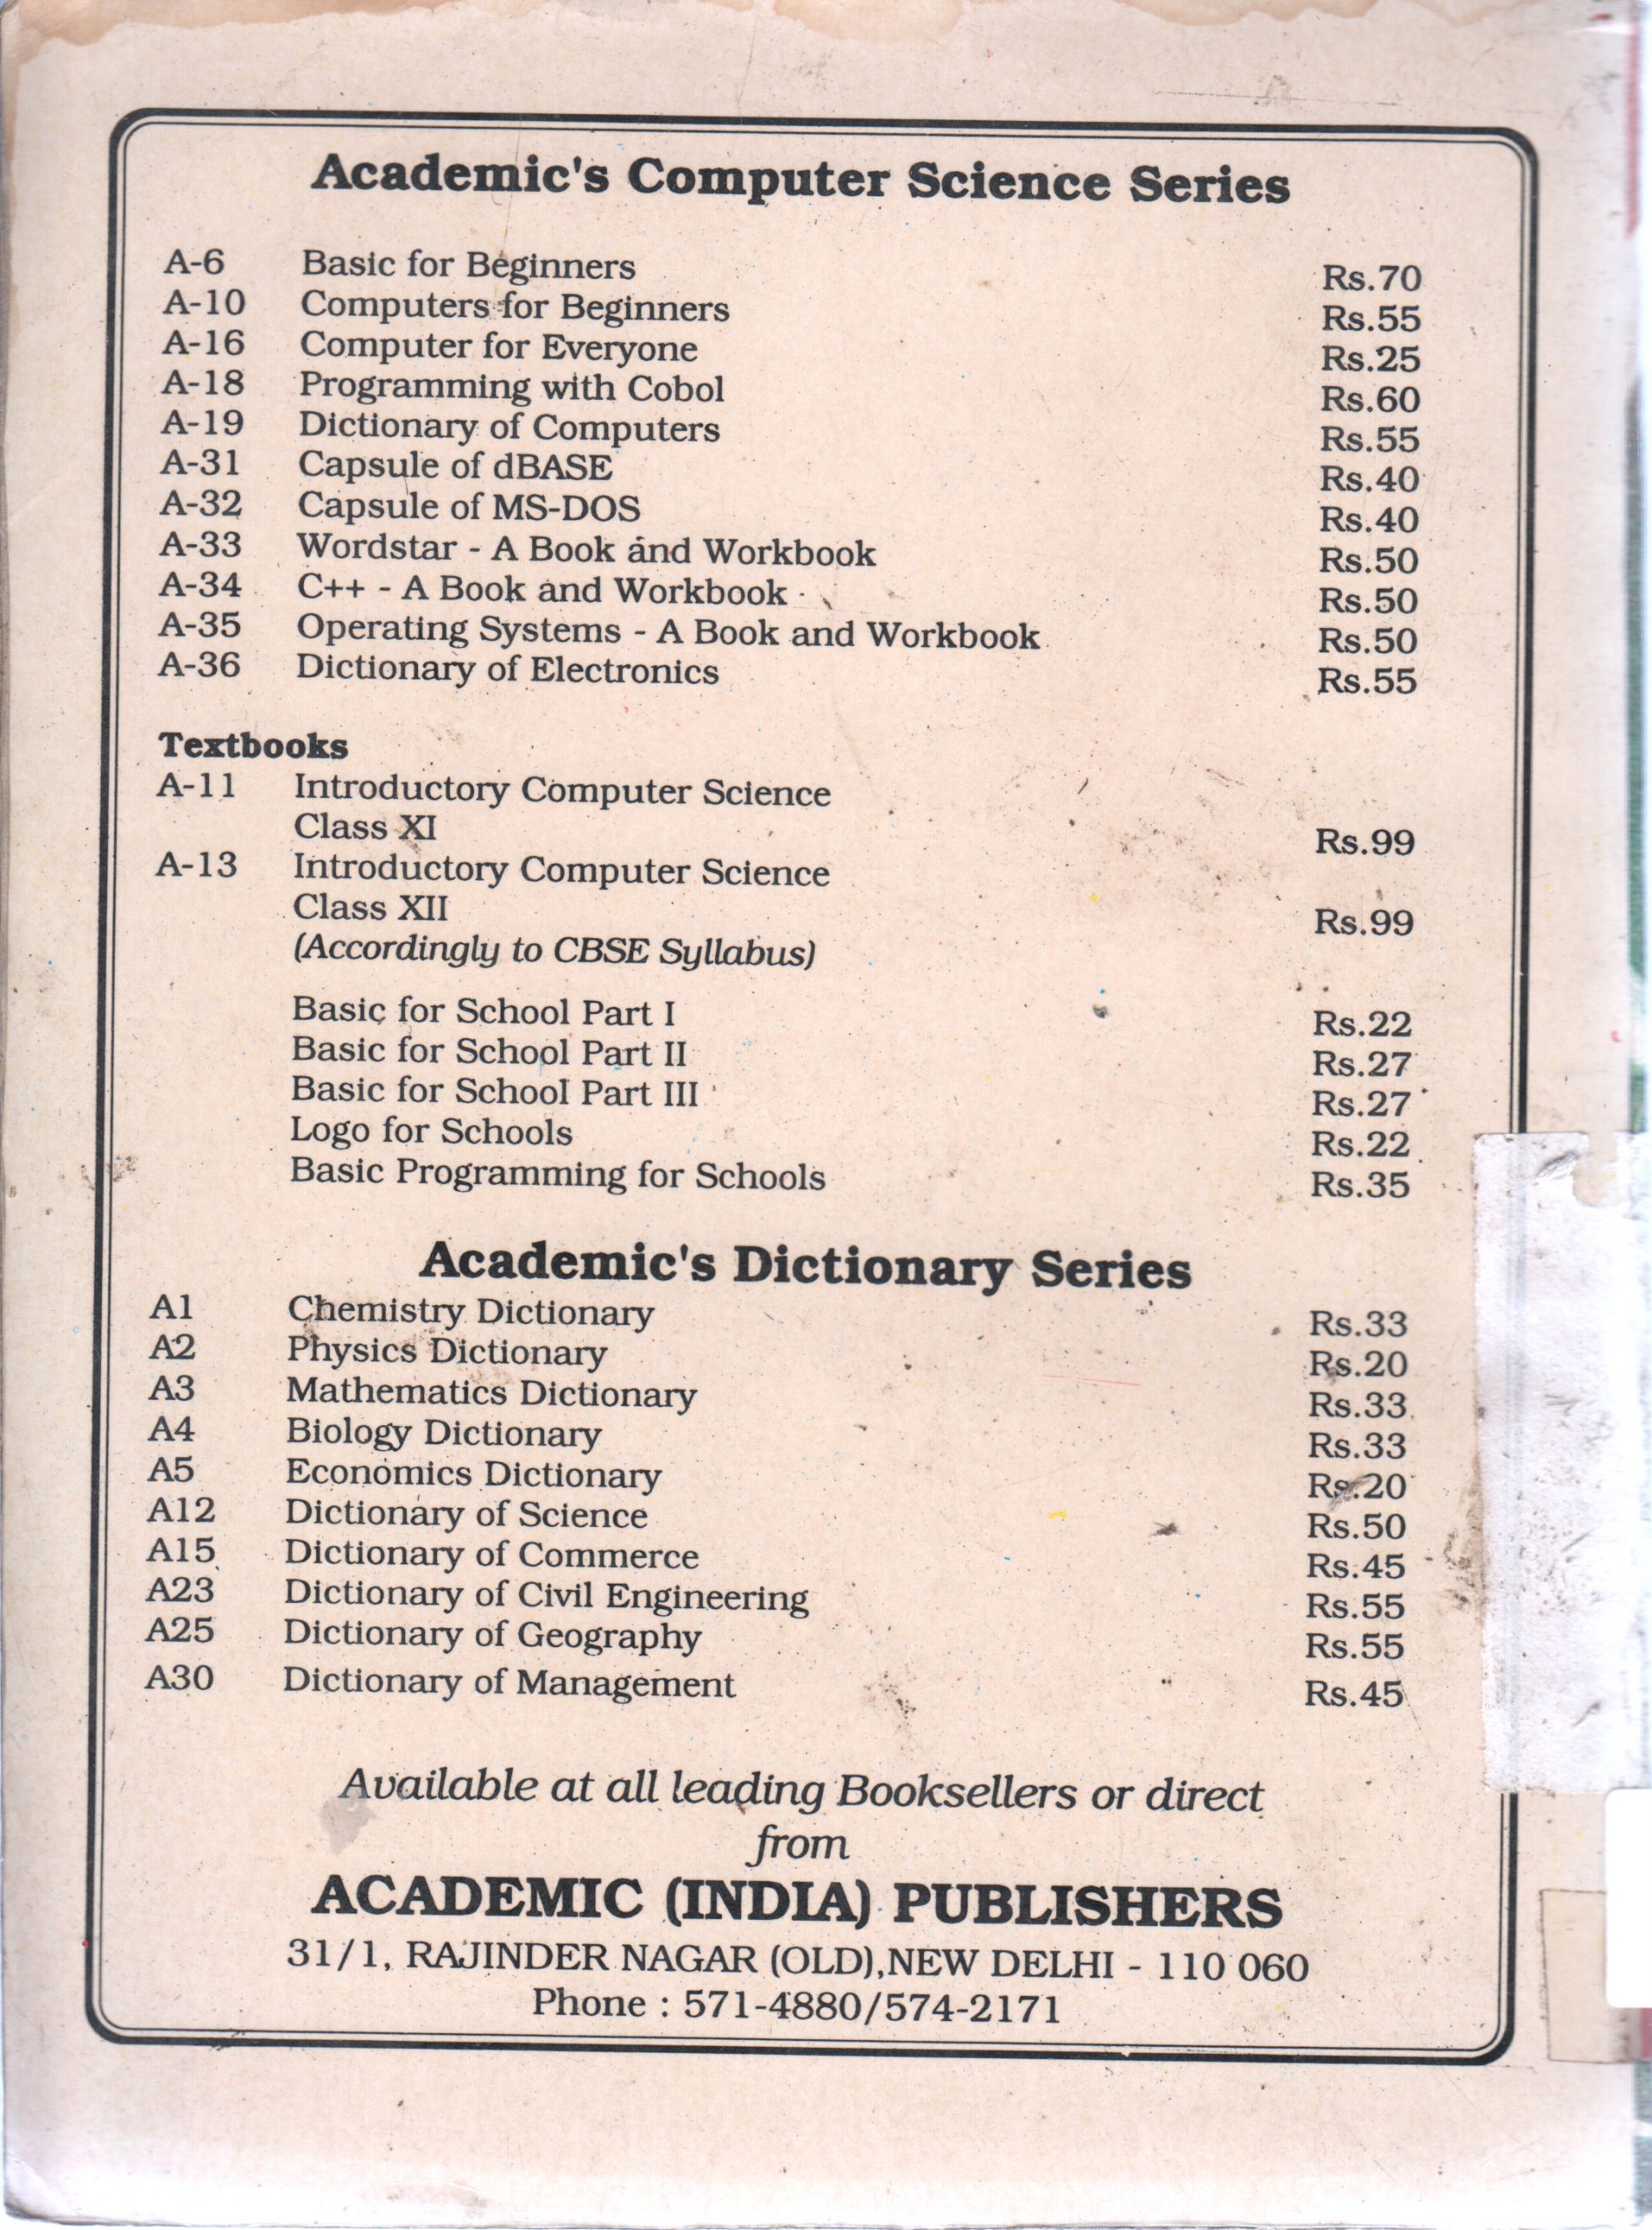 Academic's Computer Science Series
A-6 Basic for Beginners Rs.70
A-10 Computers for Beginners Rs.55
A-16 Computer for Everyone Rs.25
A-18 Programming with Cobol Rs.60
A-19 Dictionary of Computers Rs.55
A-31 Capsule of dBASE Rs.40
A-32 Capsule of MS-DOS Rs.40
A-33 Wordstar - A Book and Workbook Rs.50
A-34 C++ - A Book and Workbook Rs.50
A-35 Operating Systems - A Book and Workbook Rs.50
A-36 Dictionary of Electronics Rs.55
Textbooks
A-11 Introductory Computer Science
Class XI Rs.99
A-13 Introductory Computer Science
Class XII Rs.99
(Accordingly to CBSE Syllabus)
Basic for School Part I Rs.22
Basic for School Part II Rs.27
Basic for School Part III Rs.27
Logo for Schools Rs.22
Basic Programming for Schools Rs.35
Academic's Dictionary Series
A1 Chemistry Dictionary Rs.33
A2 Physics Dictionary Rs.20
A3 Mathematics Dictionary Rs.33
A4 Biology Dictionary Rs.33
A5 Economics Dictionary Rs.20
A12 Dictionary of Science Rs.50
A15 Dictionary of Commerce Rs.45
A23 Dictionary of Civil Engineering Rs.55
A25 Dictionary of Geography Rs.55
A30 Dictionary of Management Rs.45
Available at all leading Booksellers or direct
from
ACADEMIC (INDIA) PUBLISHERS
31/1, RAJINDER NAGAR (OLD),NEW DELHI - 110 060
Phone : 571-4880/574-2171